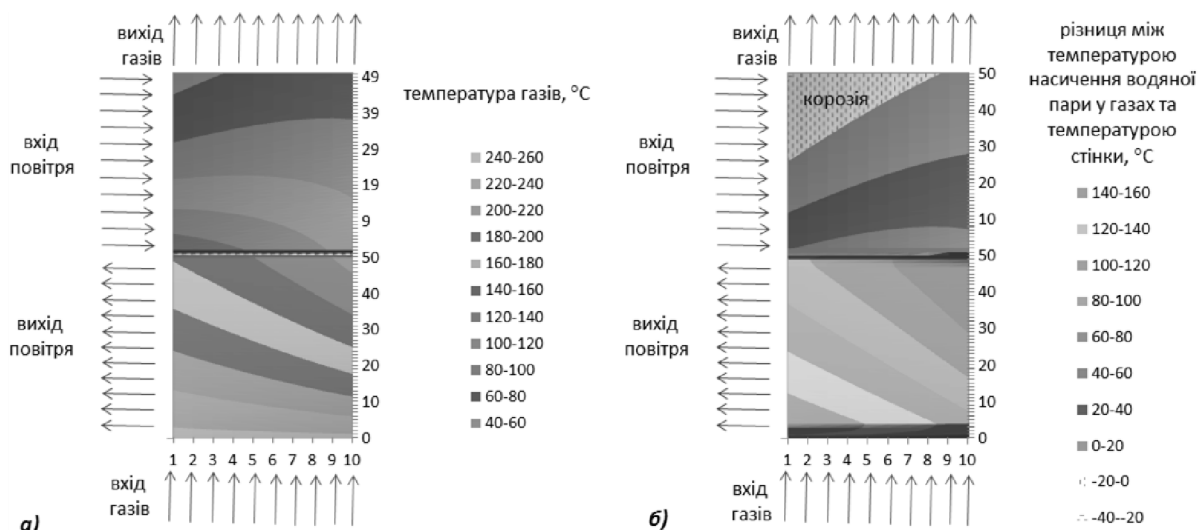 вихід
газів
вхід
повітря
вихід
повітря
вхід
газів
49
39
29
19
9
50
40
30
20
10
0
1 2 3 4 5 6 7 8 9 10
температура газів, °C
240-260
220-240
200-220
180-200
160-180
140-160
120-140
100-120
80-100
60-80
40-60
а)
вихід
газів
вхід
повітря
вихід
повітря
вхід
газів
корозія
50
40
30
20
10
50
40
30
20
10
0
1 2 3 4 5 6 7 8 9 10
різниця між
температурою
насичення водяної
пари у газах та
температурою
стінки, °C
140-160
120-140
100-120
80-100
60-80
40-60
20-40
0-20
-20-0
-40--20
б)